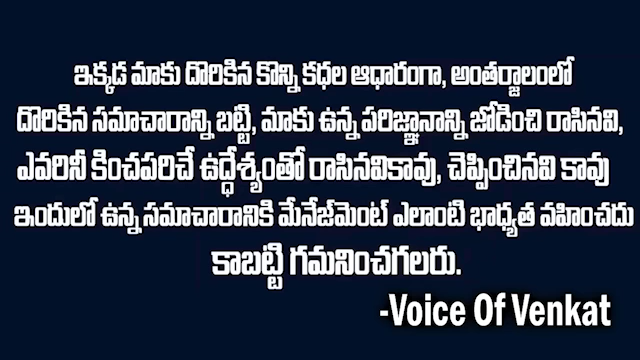 ఇక్కడ మాకు దొరికిన కొన్ని కధల ఆధారంగా, అంతర్జాలంలో
దొరికిన సమాచారాన్ని బట్టి, మాకు ఉన్న పరిజ్ఞానాన్ని జోడించి రాసినవి,
ఎవరినీ కించపరిచే ఉద్ధేశ్యంతో రాసినవికావు, చెప్పించినవి కావు
ఇందులో ఉన్న సమాచారానికి మేనేజ్‌మెంట్ ఎలాంటి భాధ్యత వహించదు
కాబట్టి గమనించగలరు.
-Voice Of Venkat